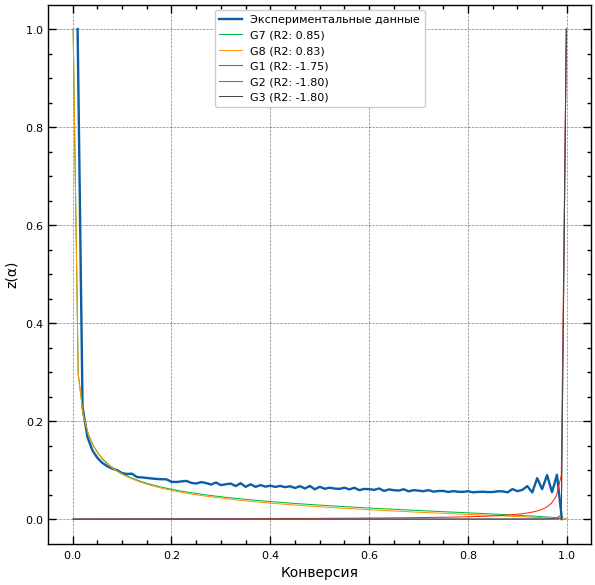 Экспериментальные данные
G7 (R2: 0.85)
G8 (R2: 0.83)
G1 (R2: -1.75)
G2 (R2: -1.80)
G3 (R2: -1.80)
1.0
0.8
0.6
0.4
0.2
0.0
z(α)
0.0 0.2 0.4 0.6 0.8 1.0
Конверсия